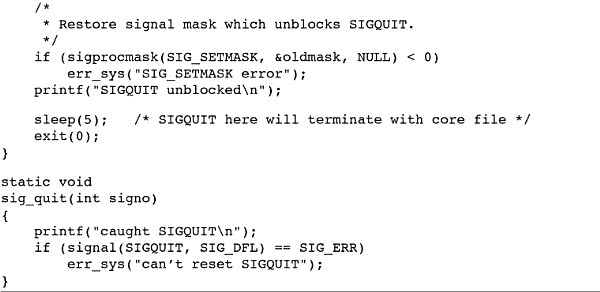 /*
 * Restore signal mask which unblocks SIGQUIT.
 */
if (sigprocmask(SIG_SETMASK, &oldmask, NULL) < 0)
    err_sys("SIG_SETMASK error");
printf("SIGQUIT unblocked\n");
sleep(5);   /* SIGQUIT here will terminate with core file */
exit(0);
}
static void
sig_quit(int signo)
{
    printf("caught SIGQUIT\n");
    if (signal(SIGQUIT, SIG_DFL) == SIG_ERR)
        err_sys("can’t reset SIGQUIT");
}